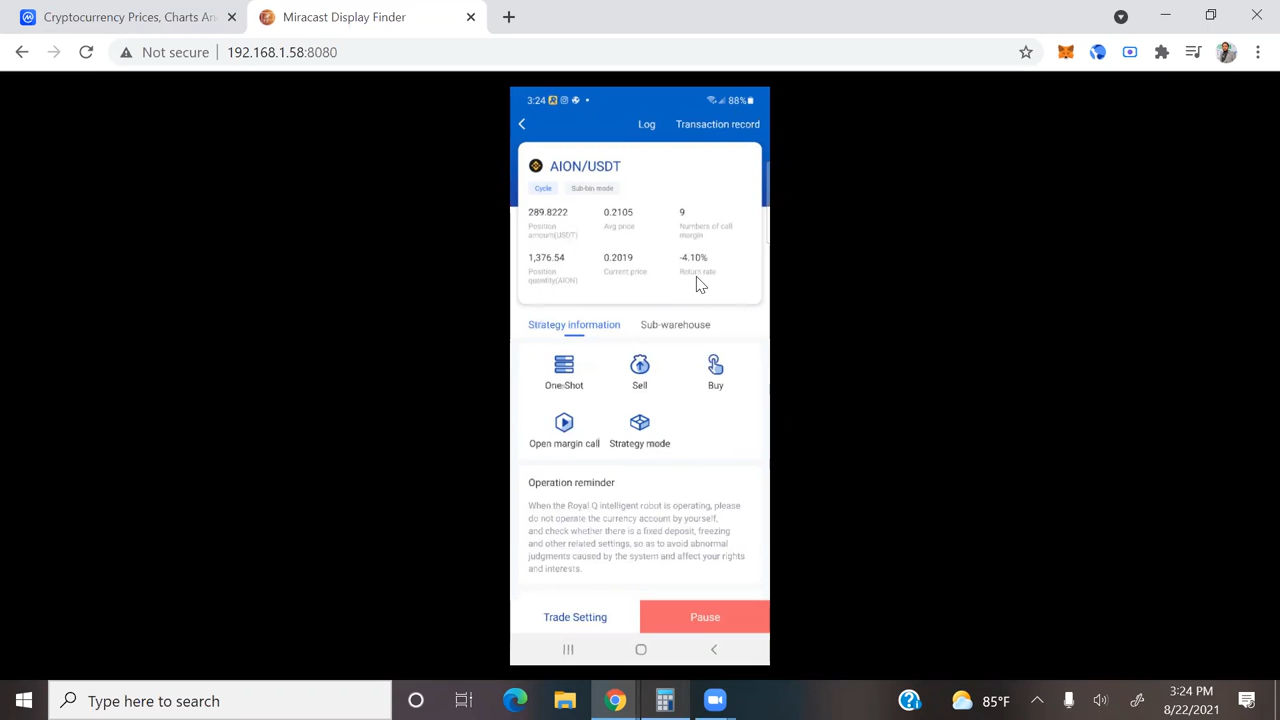 Cryptocurrency Prices, Charts An
Miracast Display Finder
Not secure
192.168.1.58:8080
3:24
88%
Log
Transaction record
AION/USDT
Cycle
Sub-bin mode
289.8222
0.2105
9
Position amount(USDT)
Avg price
Numbers of call margin
1,376.54
0.2019
-4.10%
Position quantity(AION)
Current price
Return rate
Strategy information
Sub-warehouse
One-Shot
Sell
Buy
Open margin call
Strategy mode
Operation reminder
When the Royal Q intelligent robot is operating, please
do not operate the currency account by yourself,
and check whether there is a fixed deposit, freezing
and other related settings, so as to avoid abnormal
judgments caused by the system and affect your rights
and interests.
Trade Setting
Pause
Type here to search
85°F
3:24 PM
8/22/2021